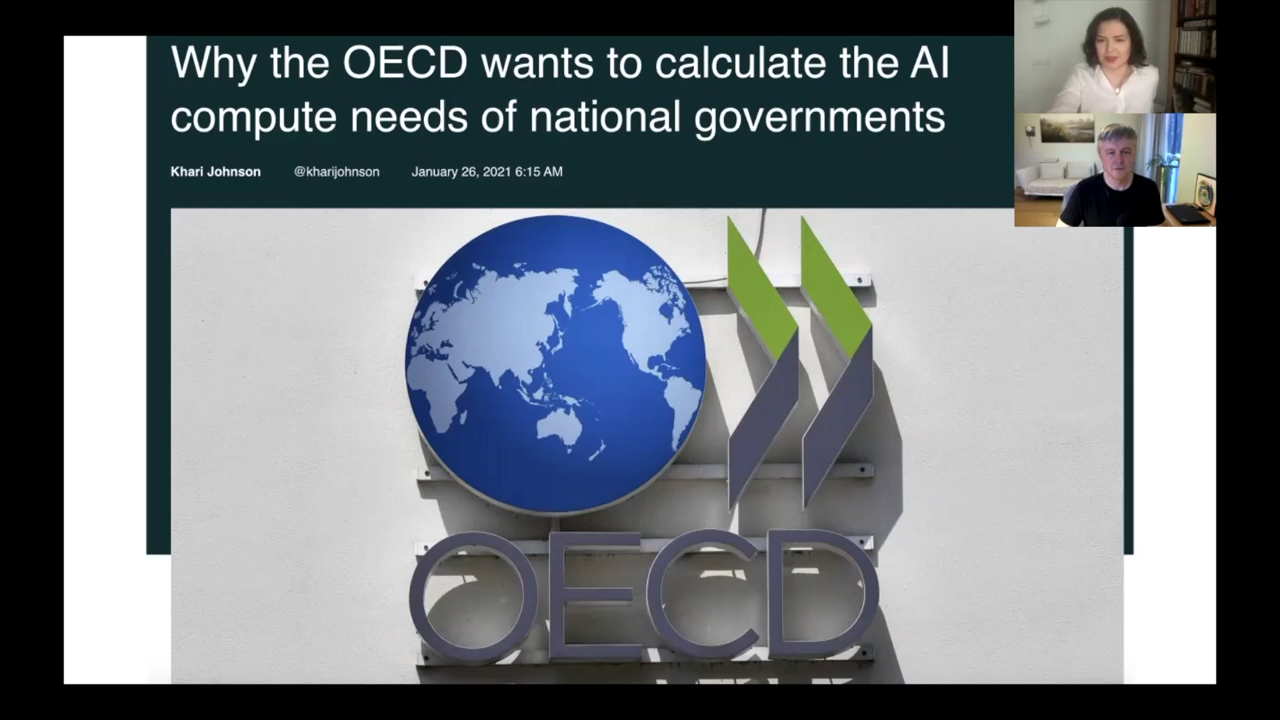 Why the OECD wants to calculate the AI
compute needs of national governments
Khari Johnson @kharijohnson January 26, 2021 6:15 AM
OECD